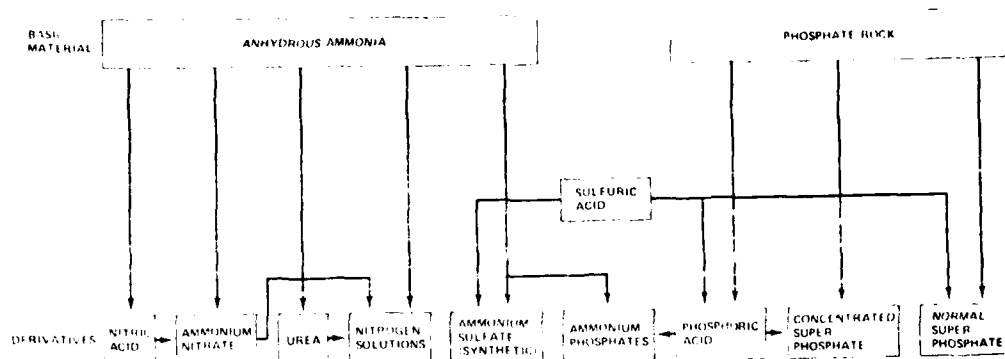 BASIC
MATERIAL
ANHYDROUS AMMONIA
PHOSPHATE ROCK
SULFURIC
ACID
DERIVATIVES
NITRIC
ACID
AMMONIUM
NITRATE
UREA
NITROGEN
SOLUTIONS
AMMONIUM
SULFATE
(SYNTHETIC)
AMMONIUM
PHOSPHATES
PHOSPHORIC
ACID
CONCENTRATED
SUPER
PHOSPHATE
NORMAL
SUPER
PHOSPHATE